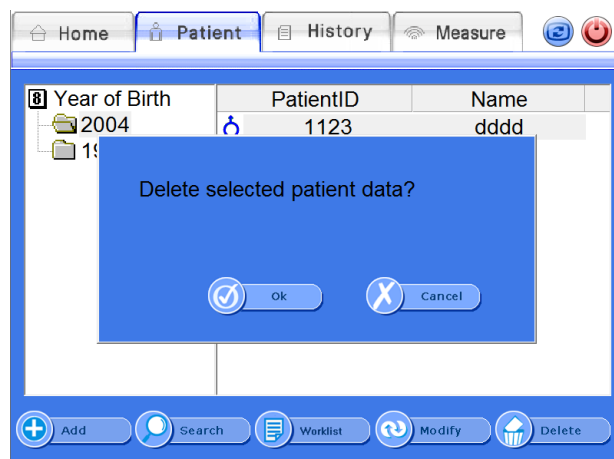 Home Patient History Measure
8 Year of Birth PatientID Name
2004 1123 dddd
Delete selected patient data?
Ok Cancel
Add Search Worklist Modify Delete